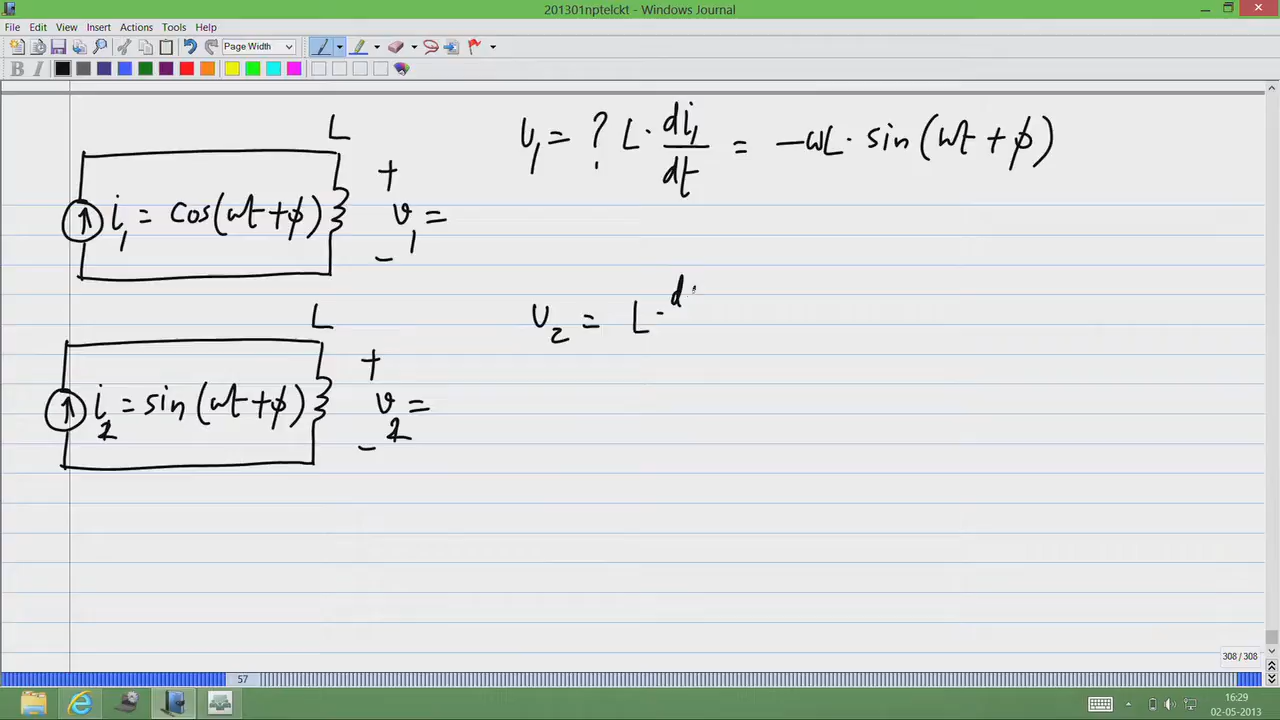 201301nptelckt - Windows Journal
File Edit View Insert Actions Tools Help
Page Width
B I
L
i₁ = cos(ωt+ϕ)
+
v₁ =
-
v₁ = ? L · di₁/dt = -ωL · sin(ωt + ϕ)
L
i₂ = sin(ωt+ϕ)
+
v₂ =
-
v₂ = L · d
308 / 308
57
16:29
02-05-2013